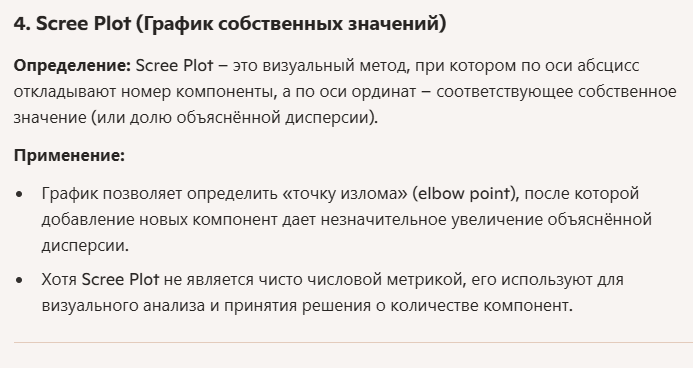 4. Scree Plot (График собственных значений)
Определение: Scree Plot – это визуальный метод, при котором по оси абсцисс
откладывают номер компоненты, а по оси ординат – соответствующее собственное
значение (или долю объяснённой дисперсии).
Применение:
• График позволяет определить «точку излома» (elbow point), после которой
добавление новых компонент дает незначительное увеличение объяснённой
дисперсии.
• Хотя Scree Plot не является чисто числовой метрикой, его используют для
визуального анализа и принятия решения о количестве компонент.